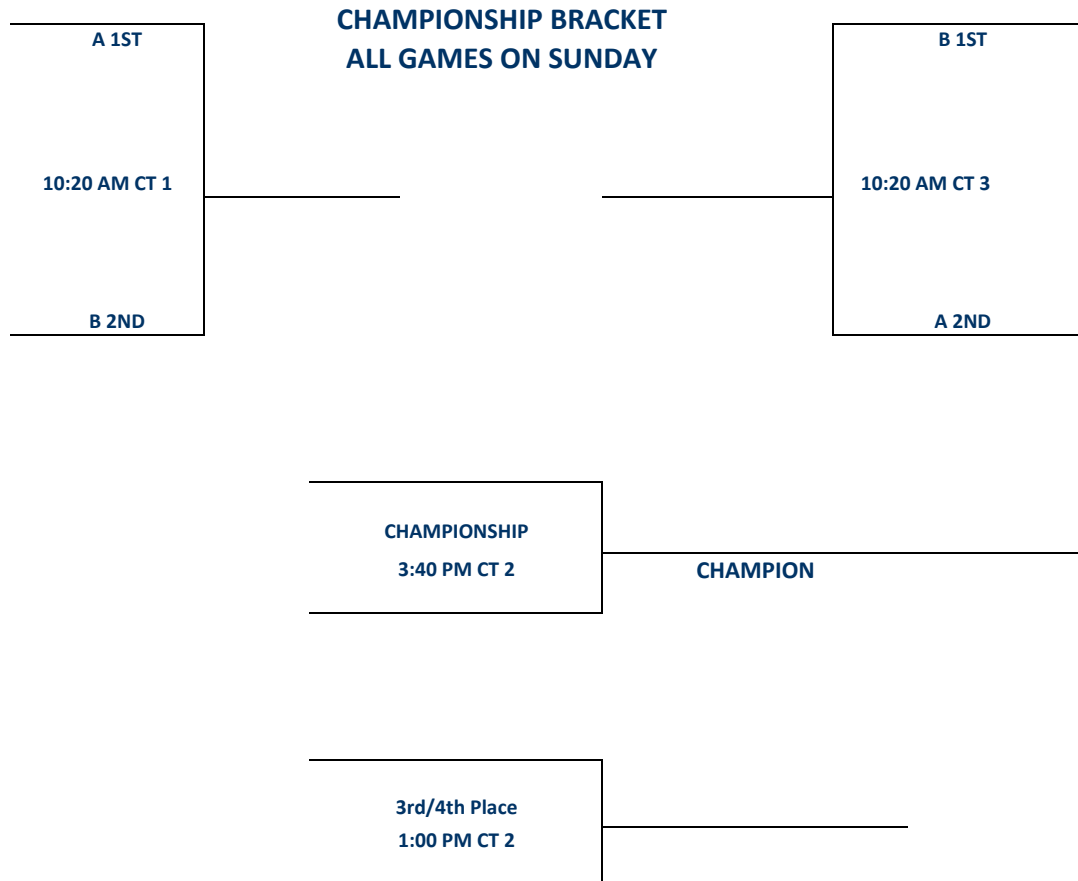 CHAMPIONSHIP BRACKET
ALL GAMES ON SUNDAY
A 1ST
B 1ST
10:20 AM CT 1
10:20 AM CT 3
B 2ND
A 2ND
CHAMPIONSHIP
3:40 PM CT 2
CHAMPION
3rd/4th Place
1:00 PM CT 2